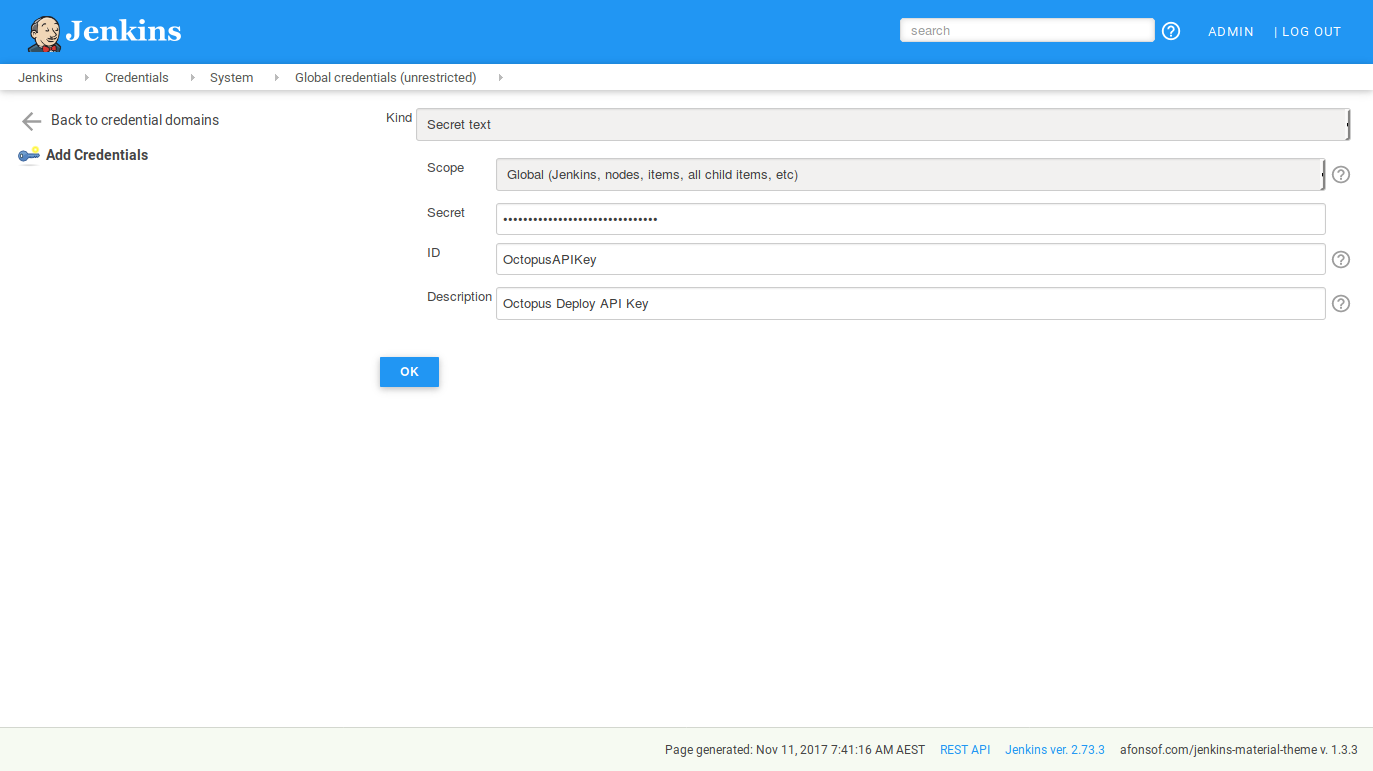 Jenkins
search
ADMIN | LOG OUT
Jenkins Credentials System Global credentials (unrestricted)
Back to credential domains
Add Credentials
Kind Secret text
Scope Global (Jenkins, nodes, items, all child items, etc)
Secret •••••••••••••••••••••••••••••••
ID OctopusAPIKey
Description Octopus Deploy API Key
OK
Page generated: Nov 11, 2017 7:41:16 AM AEST REST API Jenkins ver. 2.73.3 afonsof.com/jenkins-material-theme v. 1.3.3